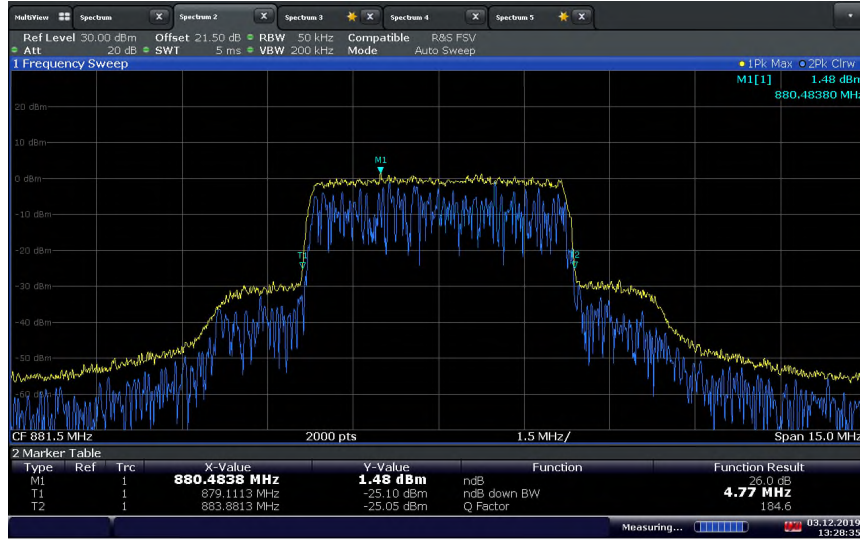 MultiView Spectrum X Spectrum 2 X Spectrum 3 X Spectrum 4 X Spectrum 5 X
Ref Level 30.00 dBm Offset 21.50 dB RBW 50 kHz Compatible R&S FSV
Att 20 dB SWT 5 ms VBW 200 kHz Mode Auto Sweep
1 Frequency Sweep 1Pk Max 2Pk Clrw
M1[1] 1.48 dBm
880.48380 MHz
20 dBm
10 dBm
M1
0 dBm
-10 dBm
-20 dBm
T1 T2
-30 dBm
-40 dBm
-50 dBm
-60 dBm
CF 881.5 MHz 2000 pts 1.5 MHz/ Span 15.0 MHz
2 Marker Table
Type Ref Trc X-Value Y-Value Function Function Result
M1 1 880.4838 MHz 1.48 dBm ndB 26.0 dB
T1 1 879.1113 MHz -25.10 dBm ndB down BW 4.77 MHz
T2 1 883.8813 MHz -25.05 dBm Q Factor 184.6
Measuring... 03.12.2019
13:28:35